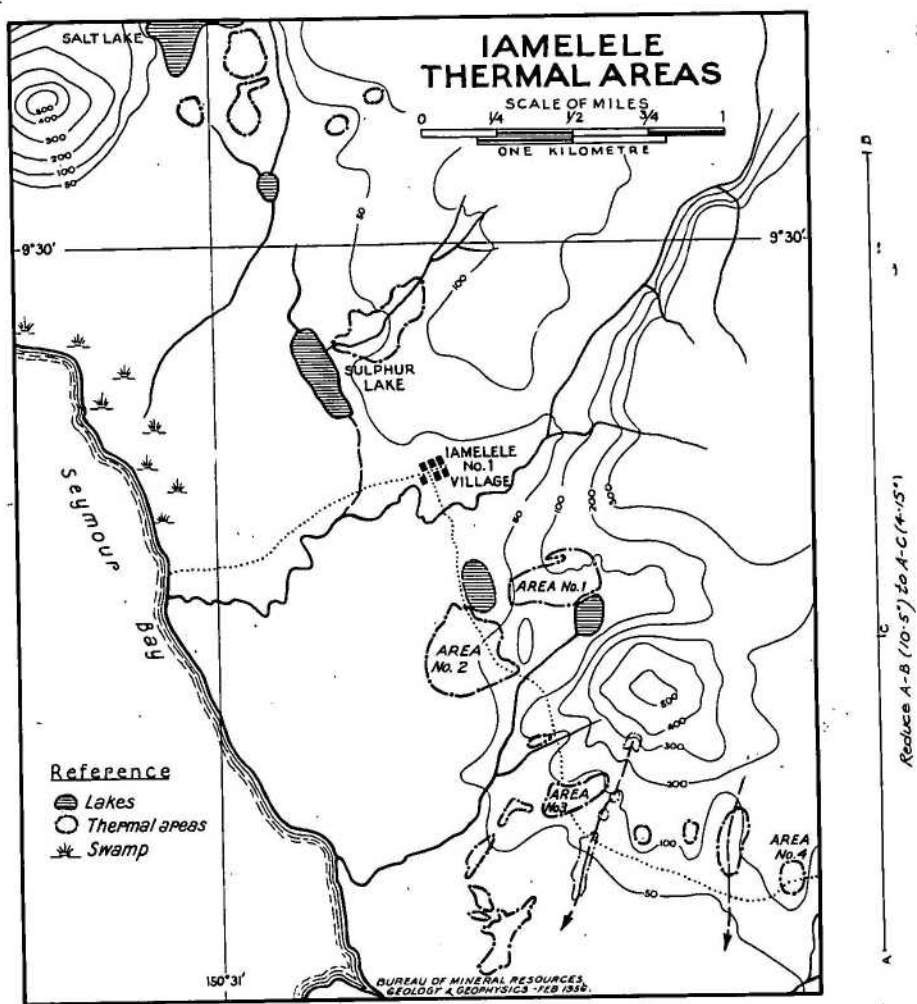 SALT LAKE
IAMELELE
THERMAL AREAS
SCALE OF MILES
0 1/4 1/2 3/4 1
ONE KILOMETRE
500
400
300
200
100
50
50
100
9°30'
9°30'
SULPHUR
LAKE
IAMELELE
No.1
VILLAGE
Seymour
Bay
50
100
200
300
AREA No.1
AREA
No. 2
500
400
300
200
AREA
No3
100
AREA
No.4
50
Reference
Lakes
Thermal areas
Swamp
150°31'
BUREAU OF MINERAL RESOURCES,
GEOLOGY & GEOPHYSICS - FEB 1956.
B
C
A
Reduce A-B (10·5") to A-C (4·15")